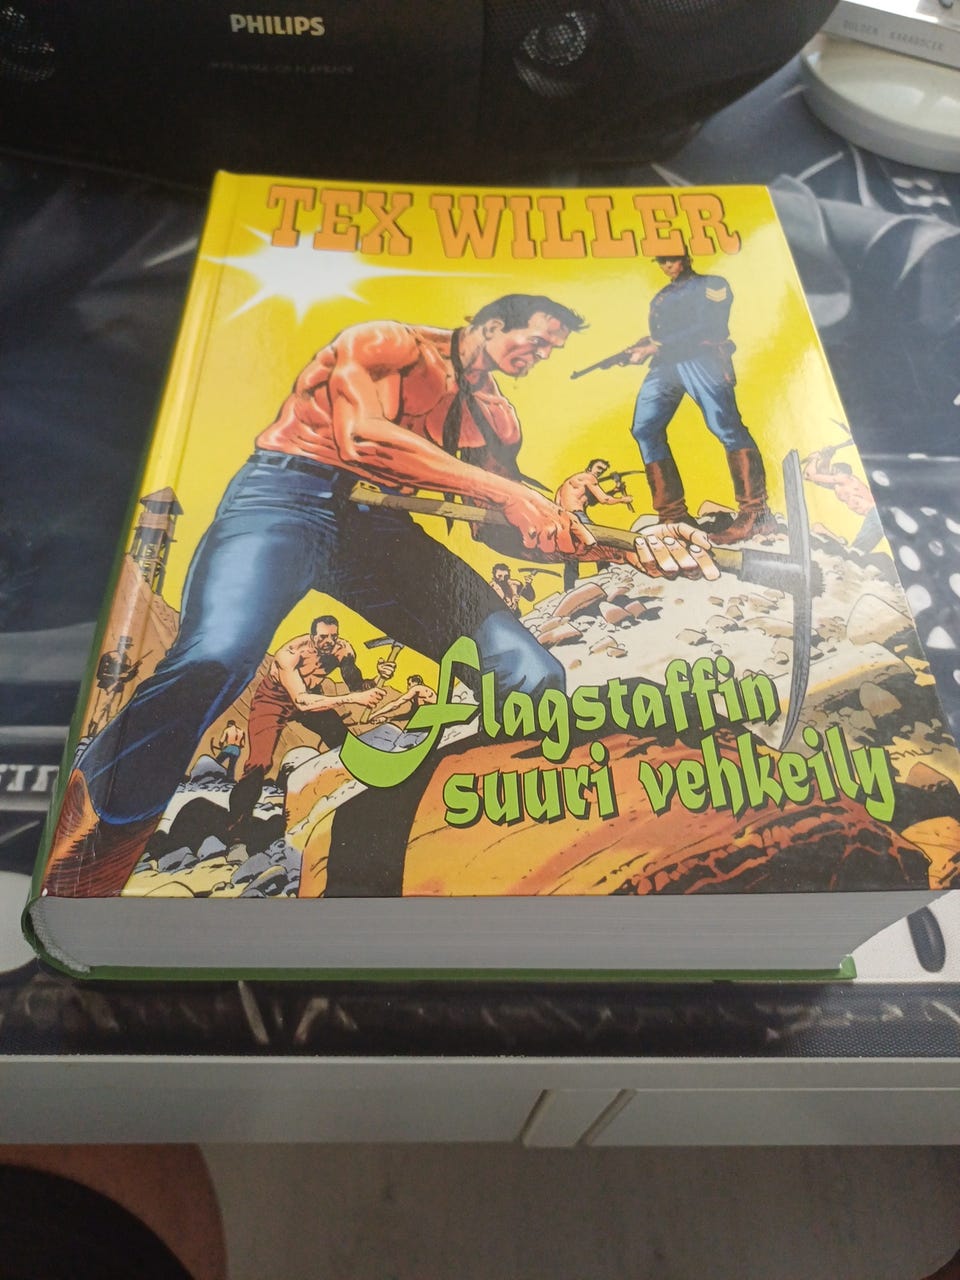 PHILIPS
TEX WILLER
Flagstaffin
suuri vehkeily